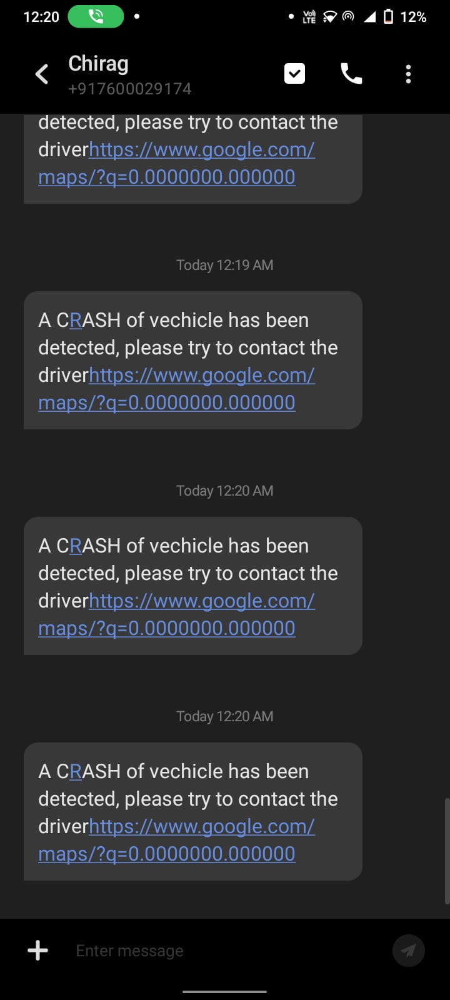 12:20
Vo) LTE
12%
Chirag
+917600029174
detected, please try to contact the
driverhttps://www.google.com/
maps/?q=0.0000000.000000
Today 12:19 AM
A CRASH of vechicle has been
detected, please try to contact the
driverhttps://www.google.com/
maps/?q=0.0000000.000000
Today 12:20 AM
A CRASH of vechicle has been
detected, please try to contact the
driverhttps://www.google.com/
maps/?q=0.0000000.000000
Today 12:20 AM
A CRASH of vechicle has been
detected, please try to contact the
driverhttps://www.google.com/
maps/?q=0.0000000.000000
Enter message